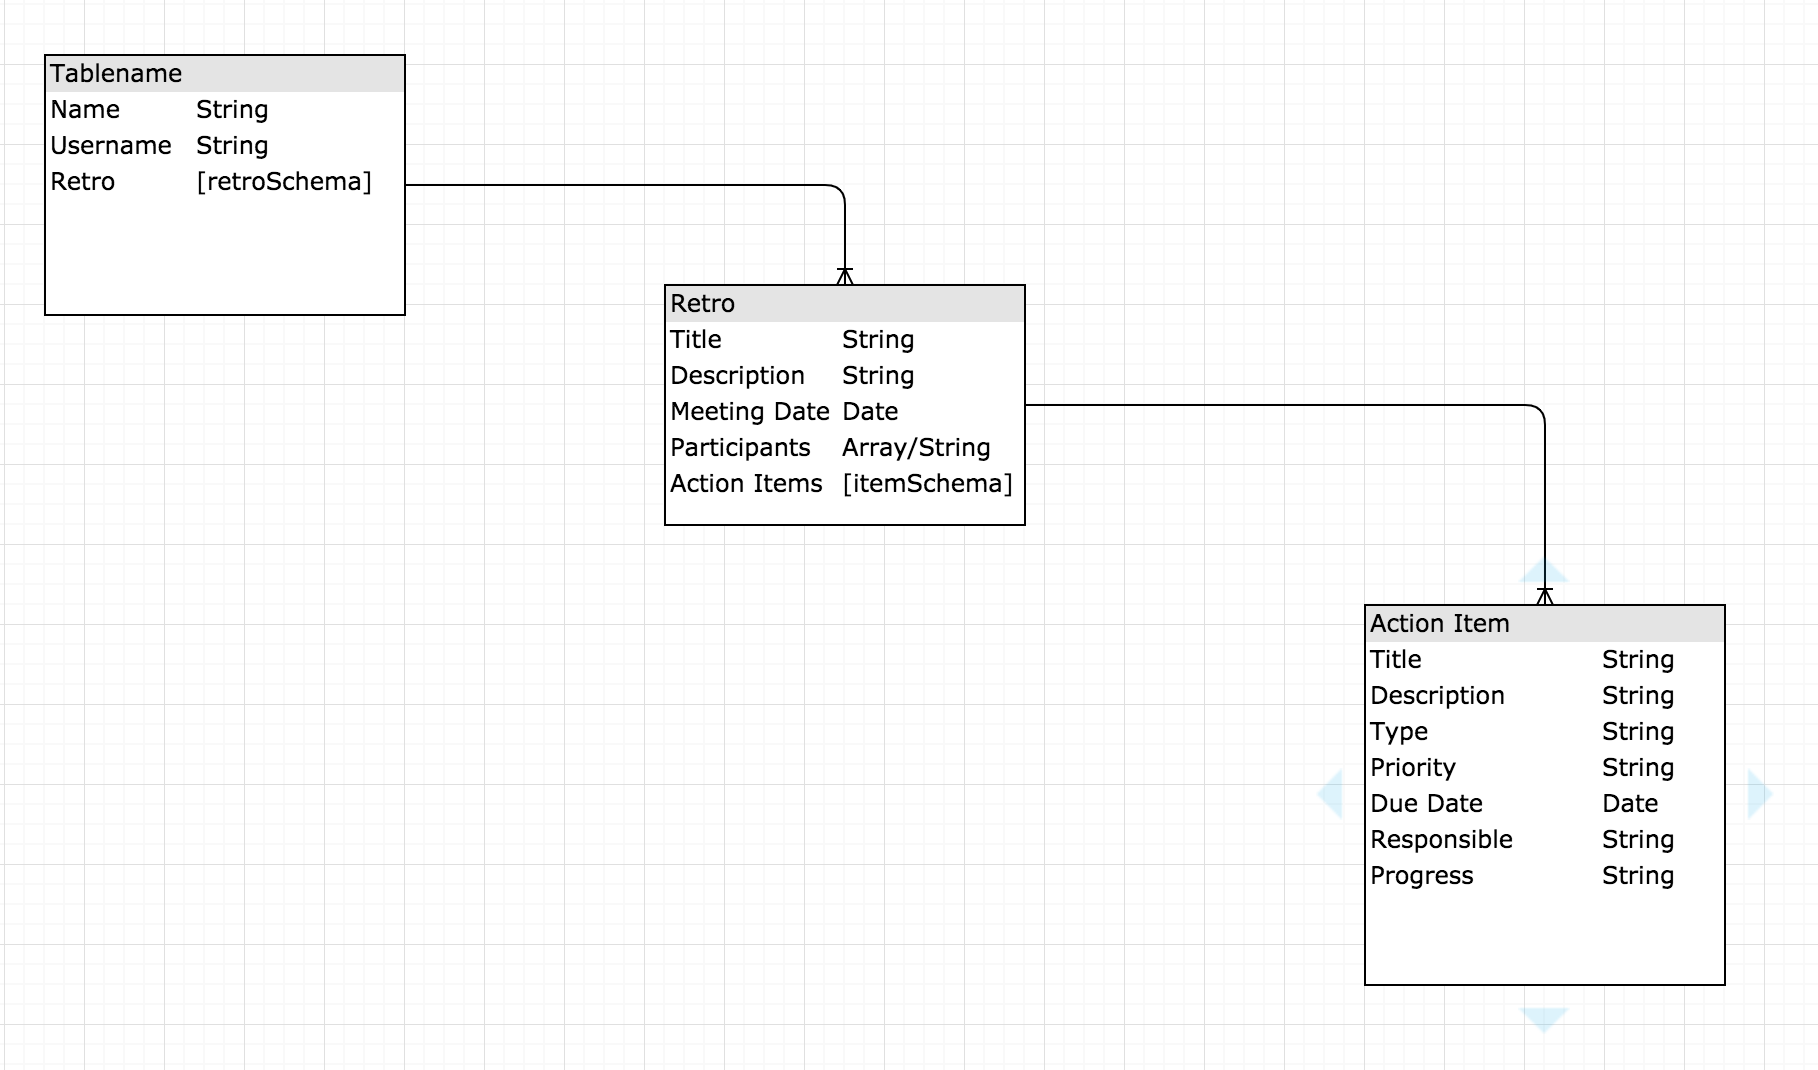 Tablename
Name String
Username String
Retro [retroSchema]
Retro
Title String
Description String
Meeting Date Date
Participants Array/String
Action Items [itemSchema]
Action Item
Title String
Description String
Type String
Priority String
Due Date Date
Responsible String
Progress String